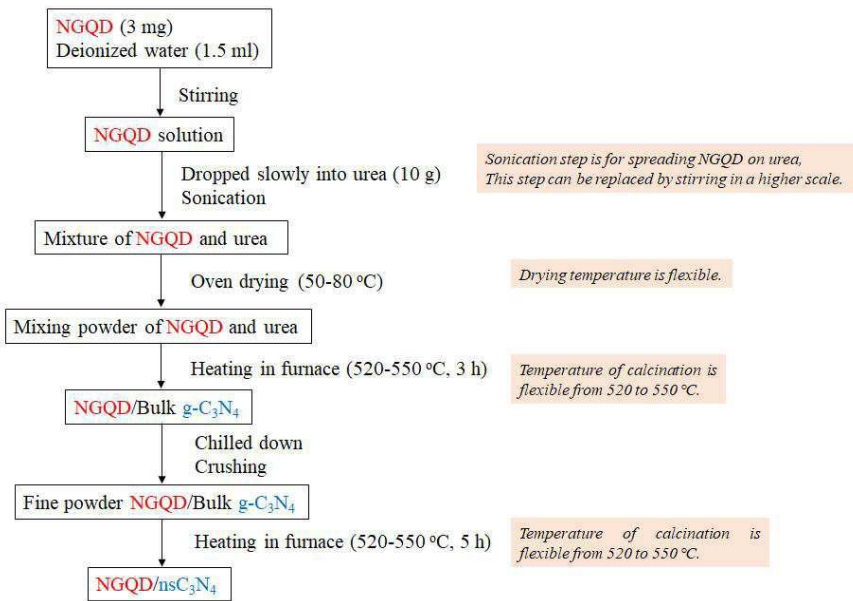 NGQD (3 mg)
Deionized water (1.5 ml)
Stirring
NGQD solution
Dropped slowly into urea (10 g)
Sonication
Sonication step is for spreading NGQD on urea,
This step can be replaced by stirring in a higher scale.
Mixture of NGQD and urea
Oven drying (50-80 °C)
Drying temperature is flexible.
Mixing powder of NGQD and urea
Heating in furnace (520-550 °C, 3 h)
Temperature of calcination is
flexible from 520 to 550 °C.
NGQD/Bulk g-C₃N₄
Chilled down
Crushing
Fine powder NGQD/Bulk g-C₃N₄
Heating in furnace (520-550 °C, 5 h)
Temperature of calcination is
flexible from 520 to 550 °C.
NGQD/nsC₃N₄